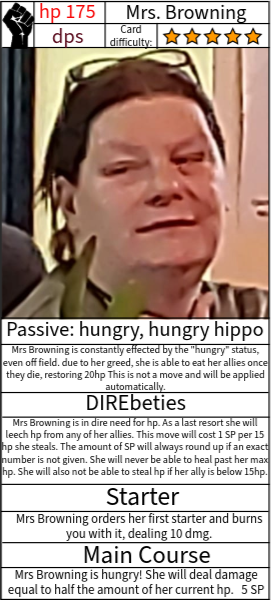 hp 175
Mrs. Browning
dps
Card
difficulty:
Passive: hungry, hungry hippo
Mrs Browning is constantly effected by the "hungry" status,
even off field. due to her greed, she is able to eat her allies once
they die, restoring 20hp This is not a move and will be applied
automatically.
DIREbeties
Mrs Browning is in dire need for hp. As a last resort she will
leech hp from any of her allies. This move will cost 1 SP per 15
hp she steals. The amount of SP will always round up if an exact
number is not given. She will never be able to heal past her max
hp. She will also not be able to steal hp if her ally is below 15hp.
Starter
Mrs Browning orders her first starter and burns
you with it, dealing 10 dmg.
Main Course
Mrs Browning is hungry! She will deal damage
equal to half the amount of her current hp. 5 SP